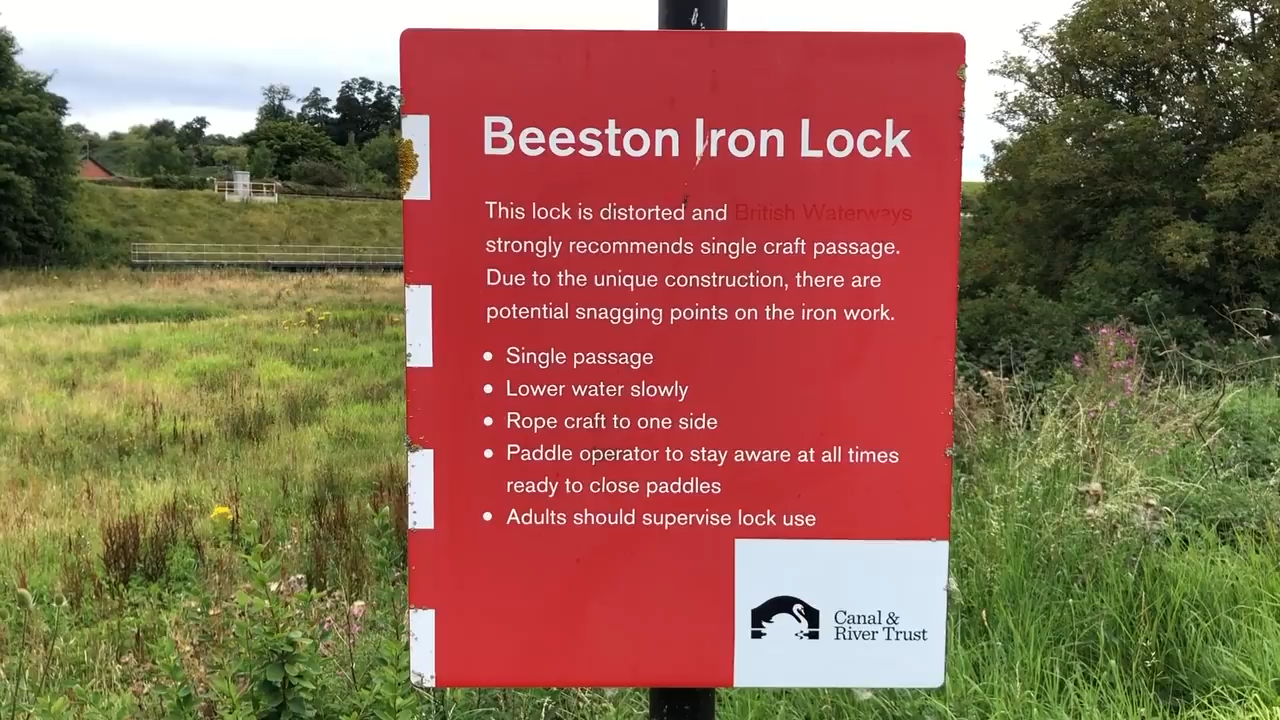 Beeston Iron Lock
This lock is distorted and British Waterways
strongly recommends single craft passage.
Due to the unique construction, there are
potential snagging points on the iron work.
• Single passage
• Lower water slowly
• Rope craft to one side
• Paddle operator to stay aware at all times
ready to close paddles
• Adults should supervise lock use
Canal &
River Trust